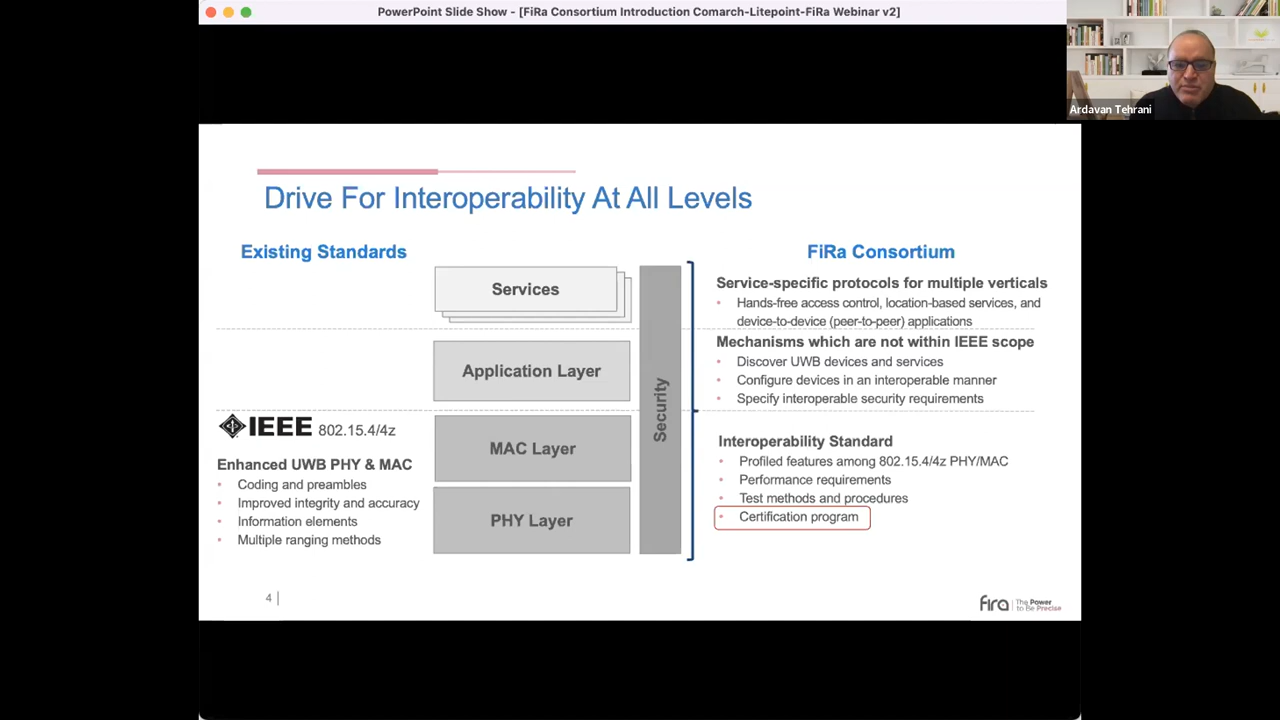 PowerPoint Slide Show - [FiRa Consortium Introduction Comarch-Litepoint-FiRa Webinar v2]
Ardavan Tehrani
Drive For Interoperability At All Levels
Existing Standards
FiRa Consortium
Services
Application Layer
MAC Layer
PHY Layer
Security
IEEE 802.15.4/4z
Enhanced UWB PHY & MAC
• Coding and preambles
• Improved integrity and accuracy
• Information elements
• Multiple ranging methods
Service-specific protocols for multiple verticals
• Hands-free access control, location-based services, and
device-to-device (peer-to-peer) applications
Mechanisms which are not within IEEE scope
• Discover UWB devices and services
• Configure devices in an interoperable manner
• Specify interoperable security requirements
Interoperability Standard
• Profiled features among 802.15.4/4z PHY/MAC
• Performance requirements
• Test methods and procedures
• Certification program
4
fira
The Power
to Be Precise